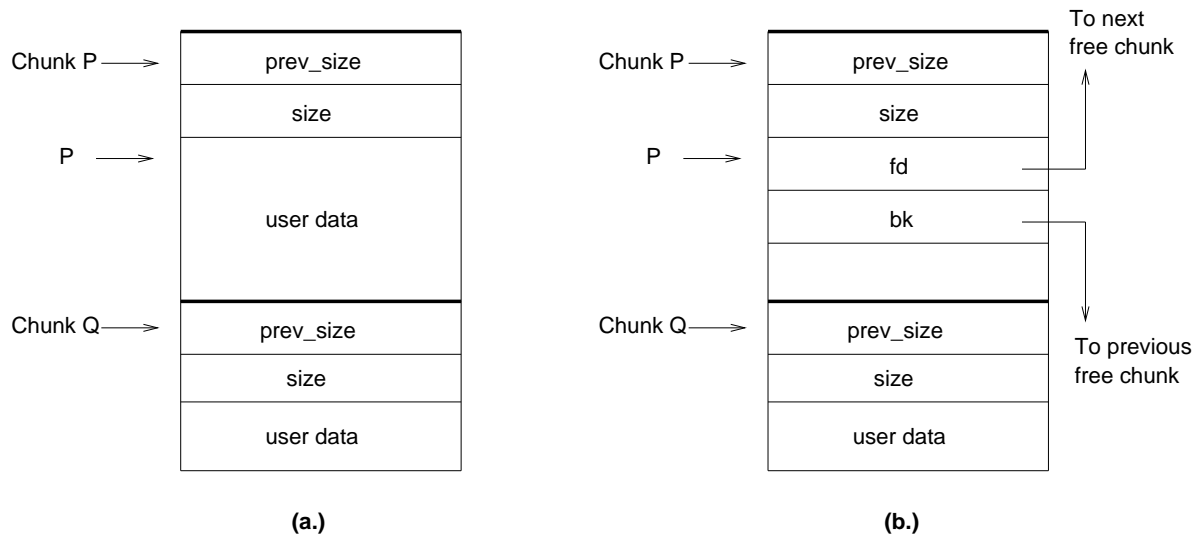 Chunk P
prev_size
size
P
user data
Chunk Q
prev_size
size
user data
(a.)
To next
free chunk
Chunk P
prev_size
size
P
fd
bk
Chunk Q
prev_size
To previous
free chunk
size
user data
(b.)